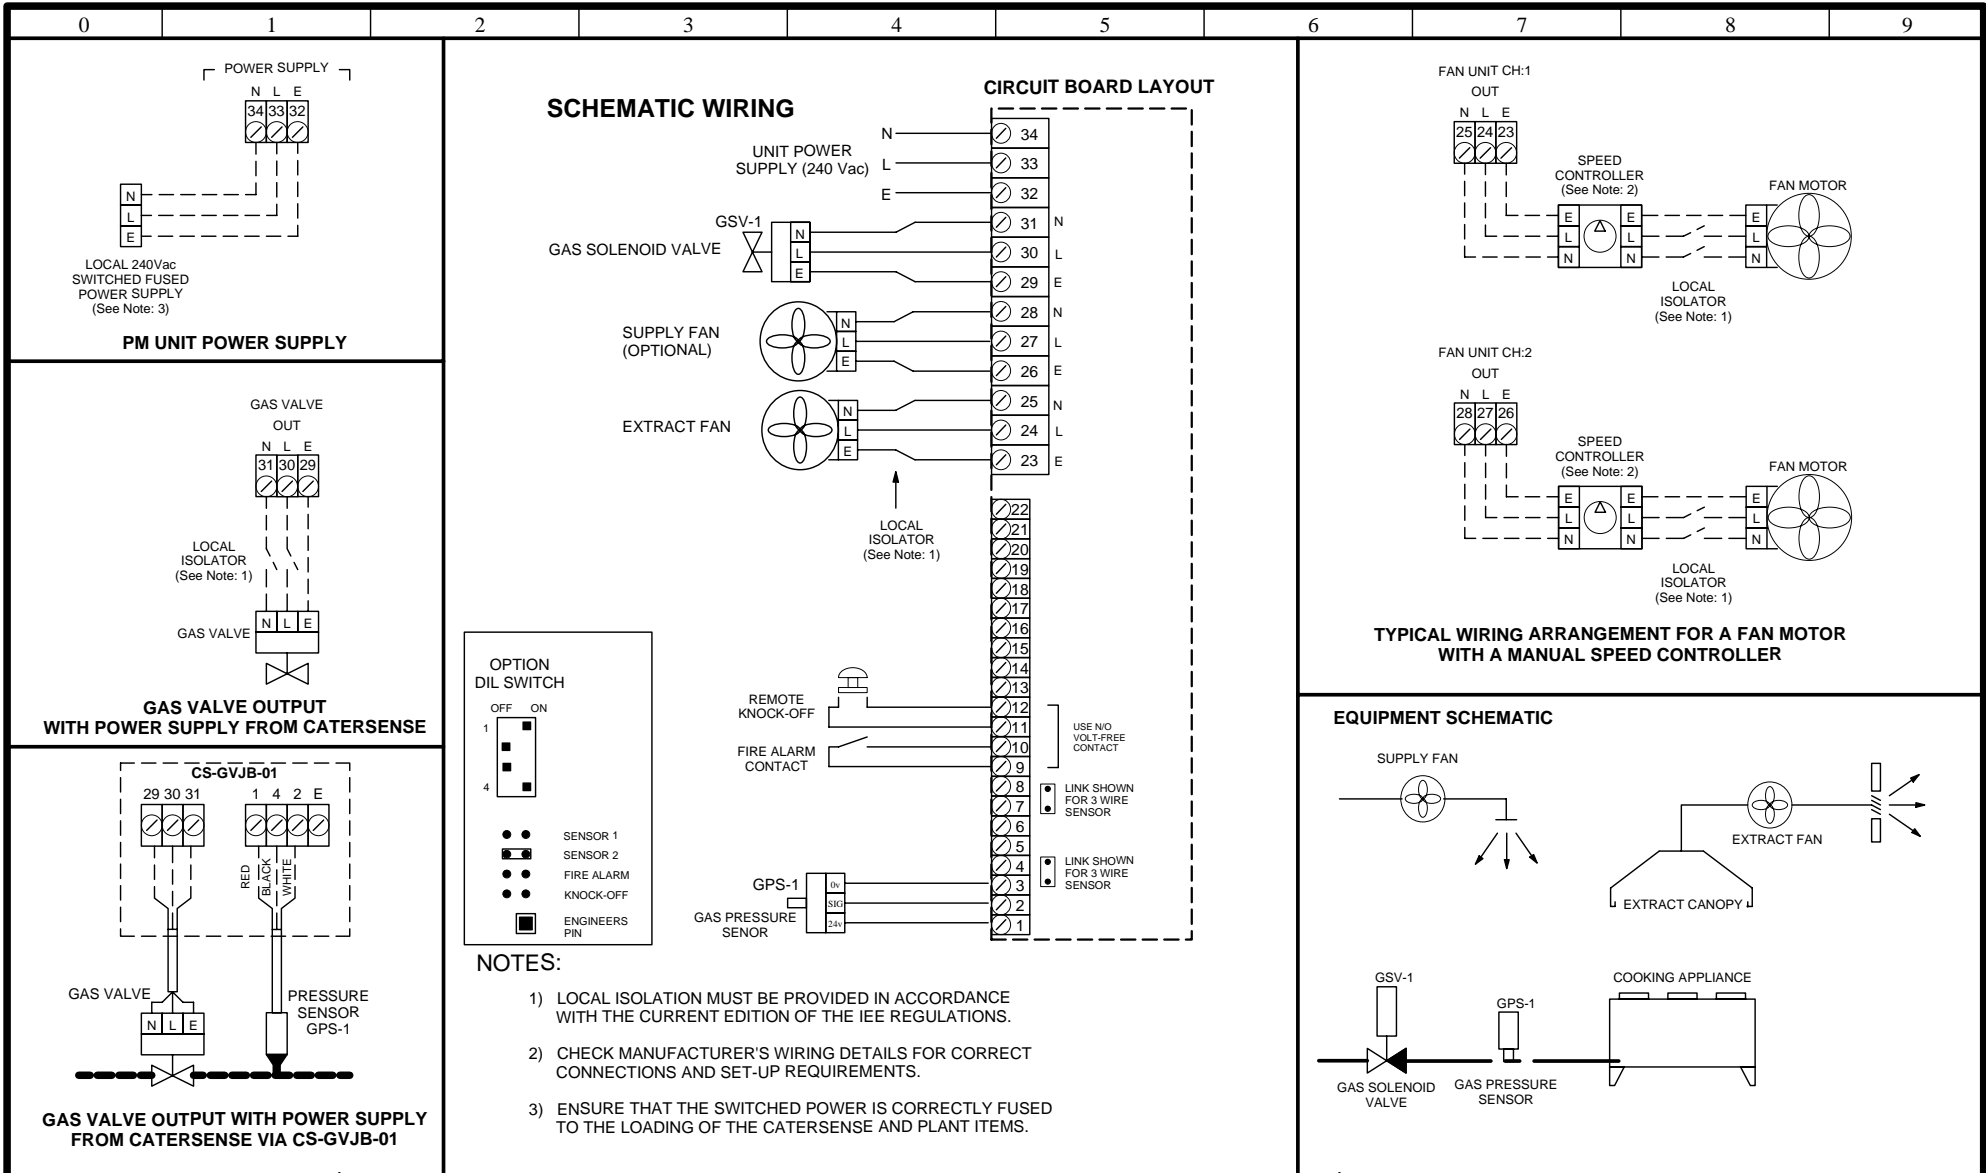 0 1 2 3 4 5 6 7 8 9
POWER SUPPLY
N L E
34 33 32
N
L
E
LOCAL 240Vac
SWITCHED FUSED
POWER SUPPLY
(See Note: 3)
PM UNIT POWER SUPPLY
GAS VALVE
OUT
N L E
31 30 29
LOCAL
ISOLATOR
(See Note: 1)
N L E
GAS VALVE
GAS VALVE OUTPUT
WITH POWER SUPPLY FROM CATERSENSE
CS-GVJB-01
29 30 31 1 4 2 E
RED
BLACK
WHITE
GAS VALVE
N L E
PRESSURE
SENSOR
GPS-1
GAS VALVE OUTPUT WITH POWER SUPPLY
FROM CATERSENSE VIA CS-GVJB-01
SCHEMATIC WIRING
CIRCUIT BOARD LAYOUT
UNIT POWER
SUPPLY (240 Vac)
N 34
L 33
E 32
GSV-1
GAS SOLENOID VALVE
N 31 N
L 30 L
E 29 E
SUPPLY FAN
(OPTIONAL)
N 28 N
L 27 L
E 26 E
EXTRACT FAN
N 25 N
L 24 L
E 23 E
LOCAL
ISOLATOR
(See Note: 1)
22
21
20
19
18
17
16
15
14
13
12
11
10
9
8
7
6
5
4
3
2
1
REMOTE
KNOCK-OFF
FIRE ALARM
CONTACT
USE N/O
VOLT-FREE
CONTACT
LINK SHOWN
FOR 3 WIRE
SENSOR
LINK SHOWN
FOR 3 WIRE
SENSOR
GPS-1
GAS PRESSURE
SENOR
0v
SIG
24v
OPTION
DIL SWITCH
OFF ON
1
4
SENSOR 1
SENSOR 2
FIRE ALARM
KNOCK-OFF
ENGINEERS
PIN
NOTES:
1) LOCAL ISOLATION MUST BE PROVIDED IN ACCORDANCE
WITH THE CURRENT EDITION OF THE IEE REGULATIONS.
2) CHECK MANUFACTURER'S WIRING DETAILS FOR CORRECT
CONNECTIONS AND SET-UP REQUIREMENTS.
3) ENSURE THAT THE SWITCHED POWER IS CORRECTLY FUSED
TO THE LOADING OF THE CATERSENSE AND PLANT ITEMS.
FAN UNIT CH:1
OUT
N L E
25 24 23
SPEED
CONTROLLER
(See Note: 2)
FAN MOTOR
E E E
L L L
N N N
LOCAL
ISOLATOR
(See Note: 1)
FAN UNIT CH:2
OUT
N L E
28 27 26
SPEED
CONTROLLER
(See Note: 2)
FAN MOTOR
E E E
L L L
N N N
LOCAL
ISOLATOR
(See Note: 1)
TYPICAL WIRING ARRANGEMENT FOR A FAN MOTOR
WITH A MANUAL SPEED CONTROLLER
EQUIPMENT SCHEMATIC
SUPPLY FAN
EXTRACT FAN
EXTRACT CANOPY
GSV-1
GPS-1
COOKING APPLIANCE
GAS SOLENOID
VALVE
GAS PRESSURE
SENSOR